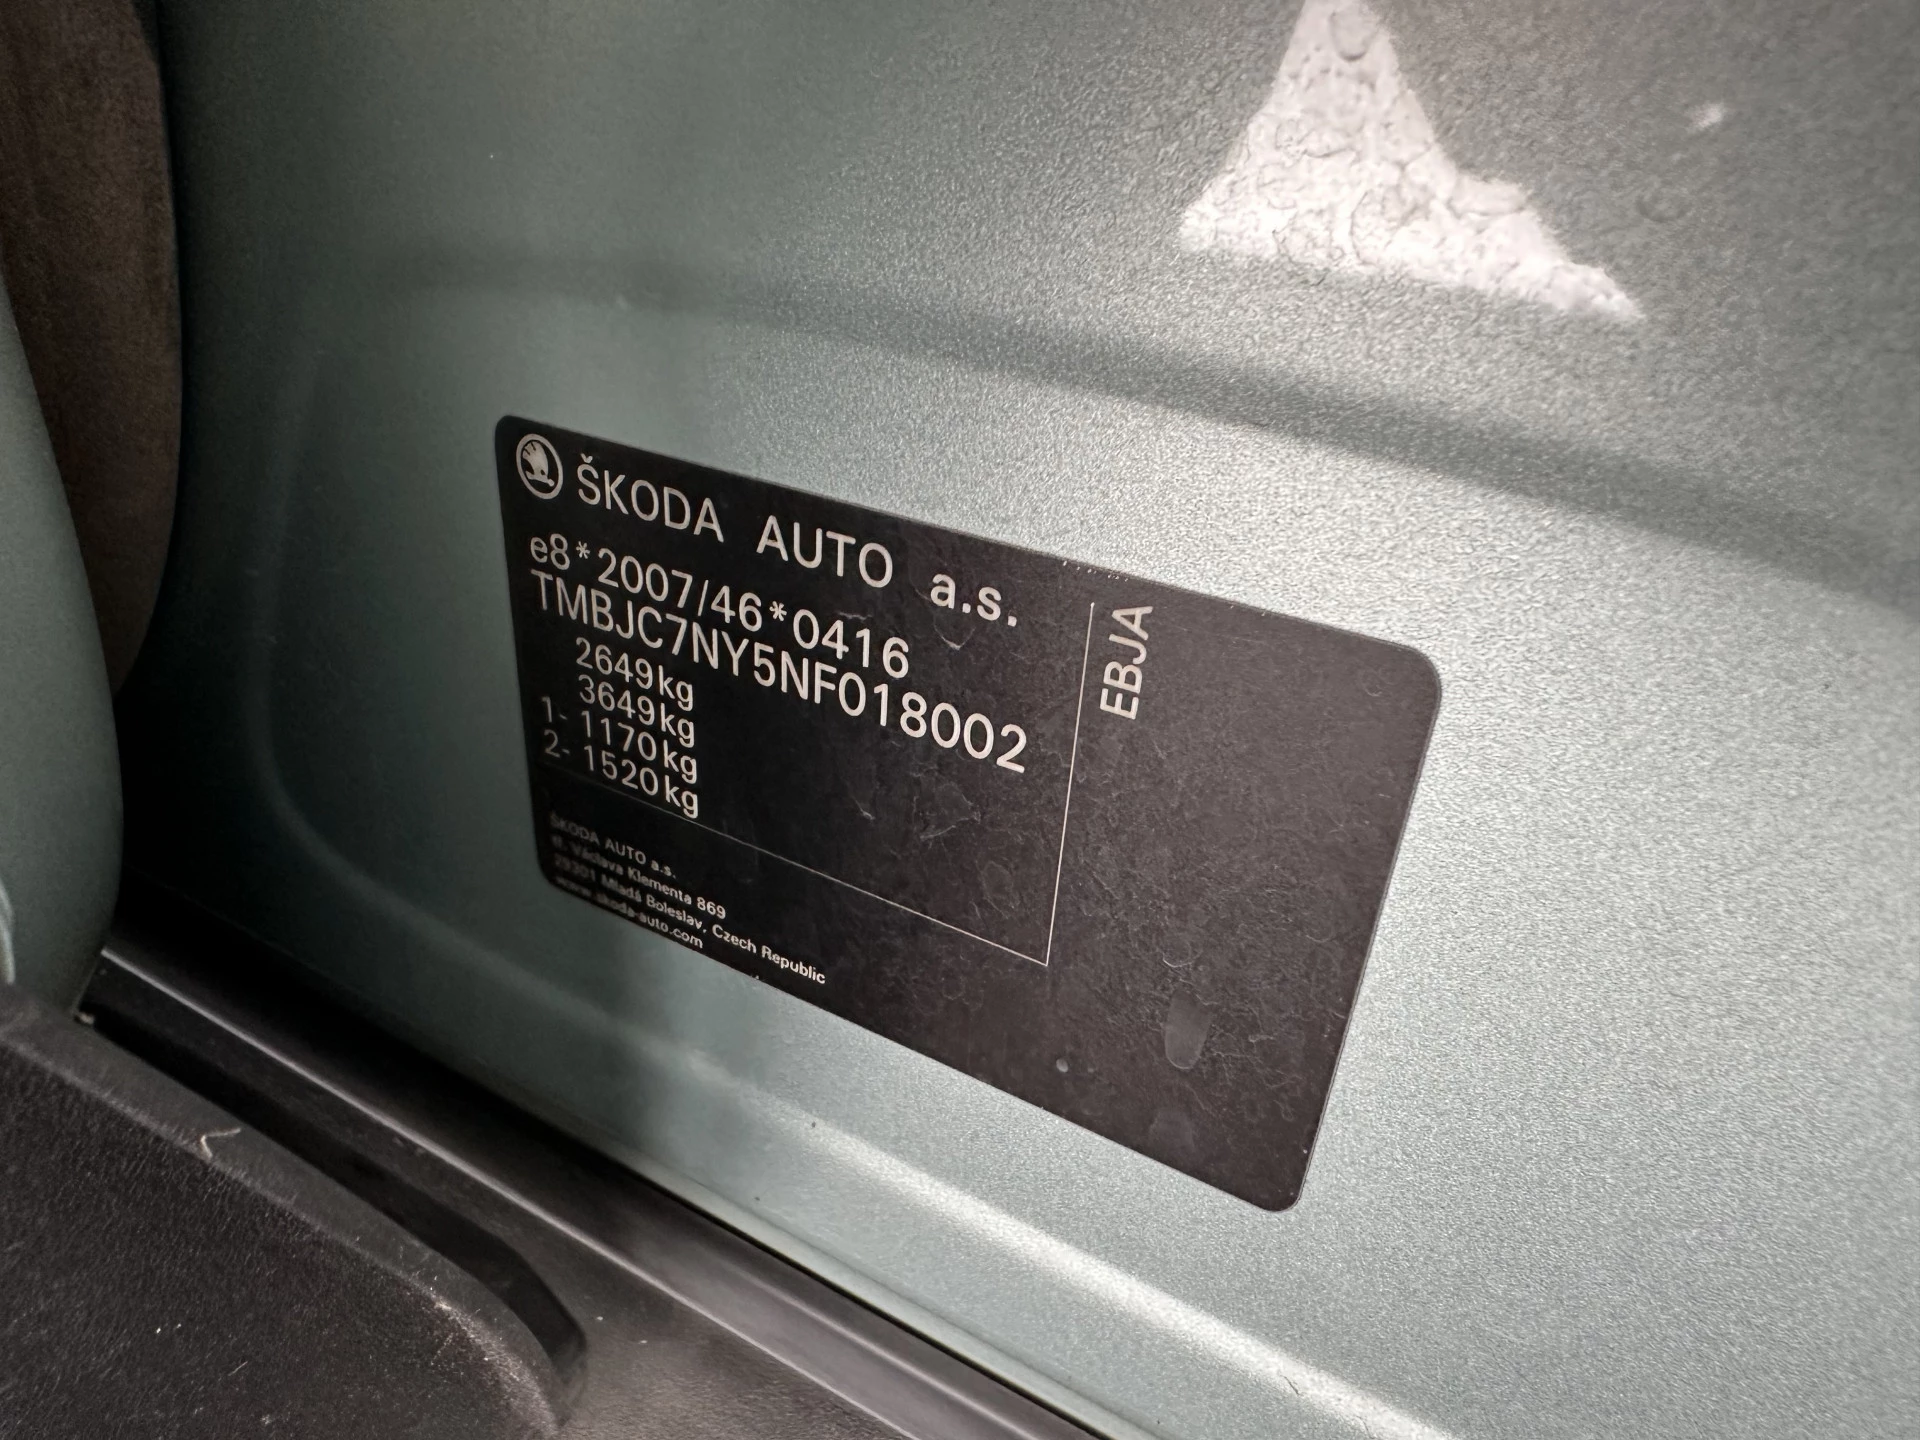 ŠKODA AUTO a.s.
e8*2007/46*0416
TMBJC7NY5NF018002
2649kg
3649kg
1- 1170kg
2- 1520kg
EBJA
ŠKODA AUTO a.s.
tř. Václava Klementa 869
29301 Mladá Boleslav, Czech Republic
www.skoda-auto.com